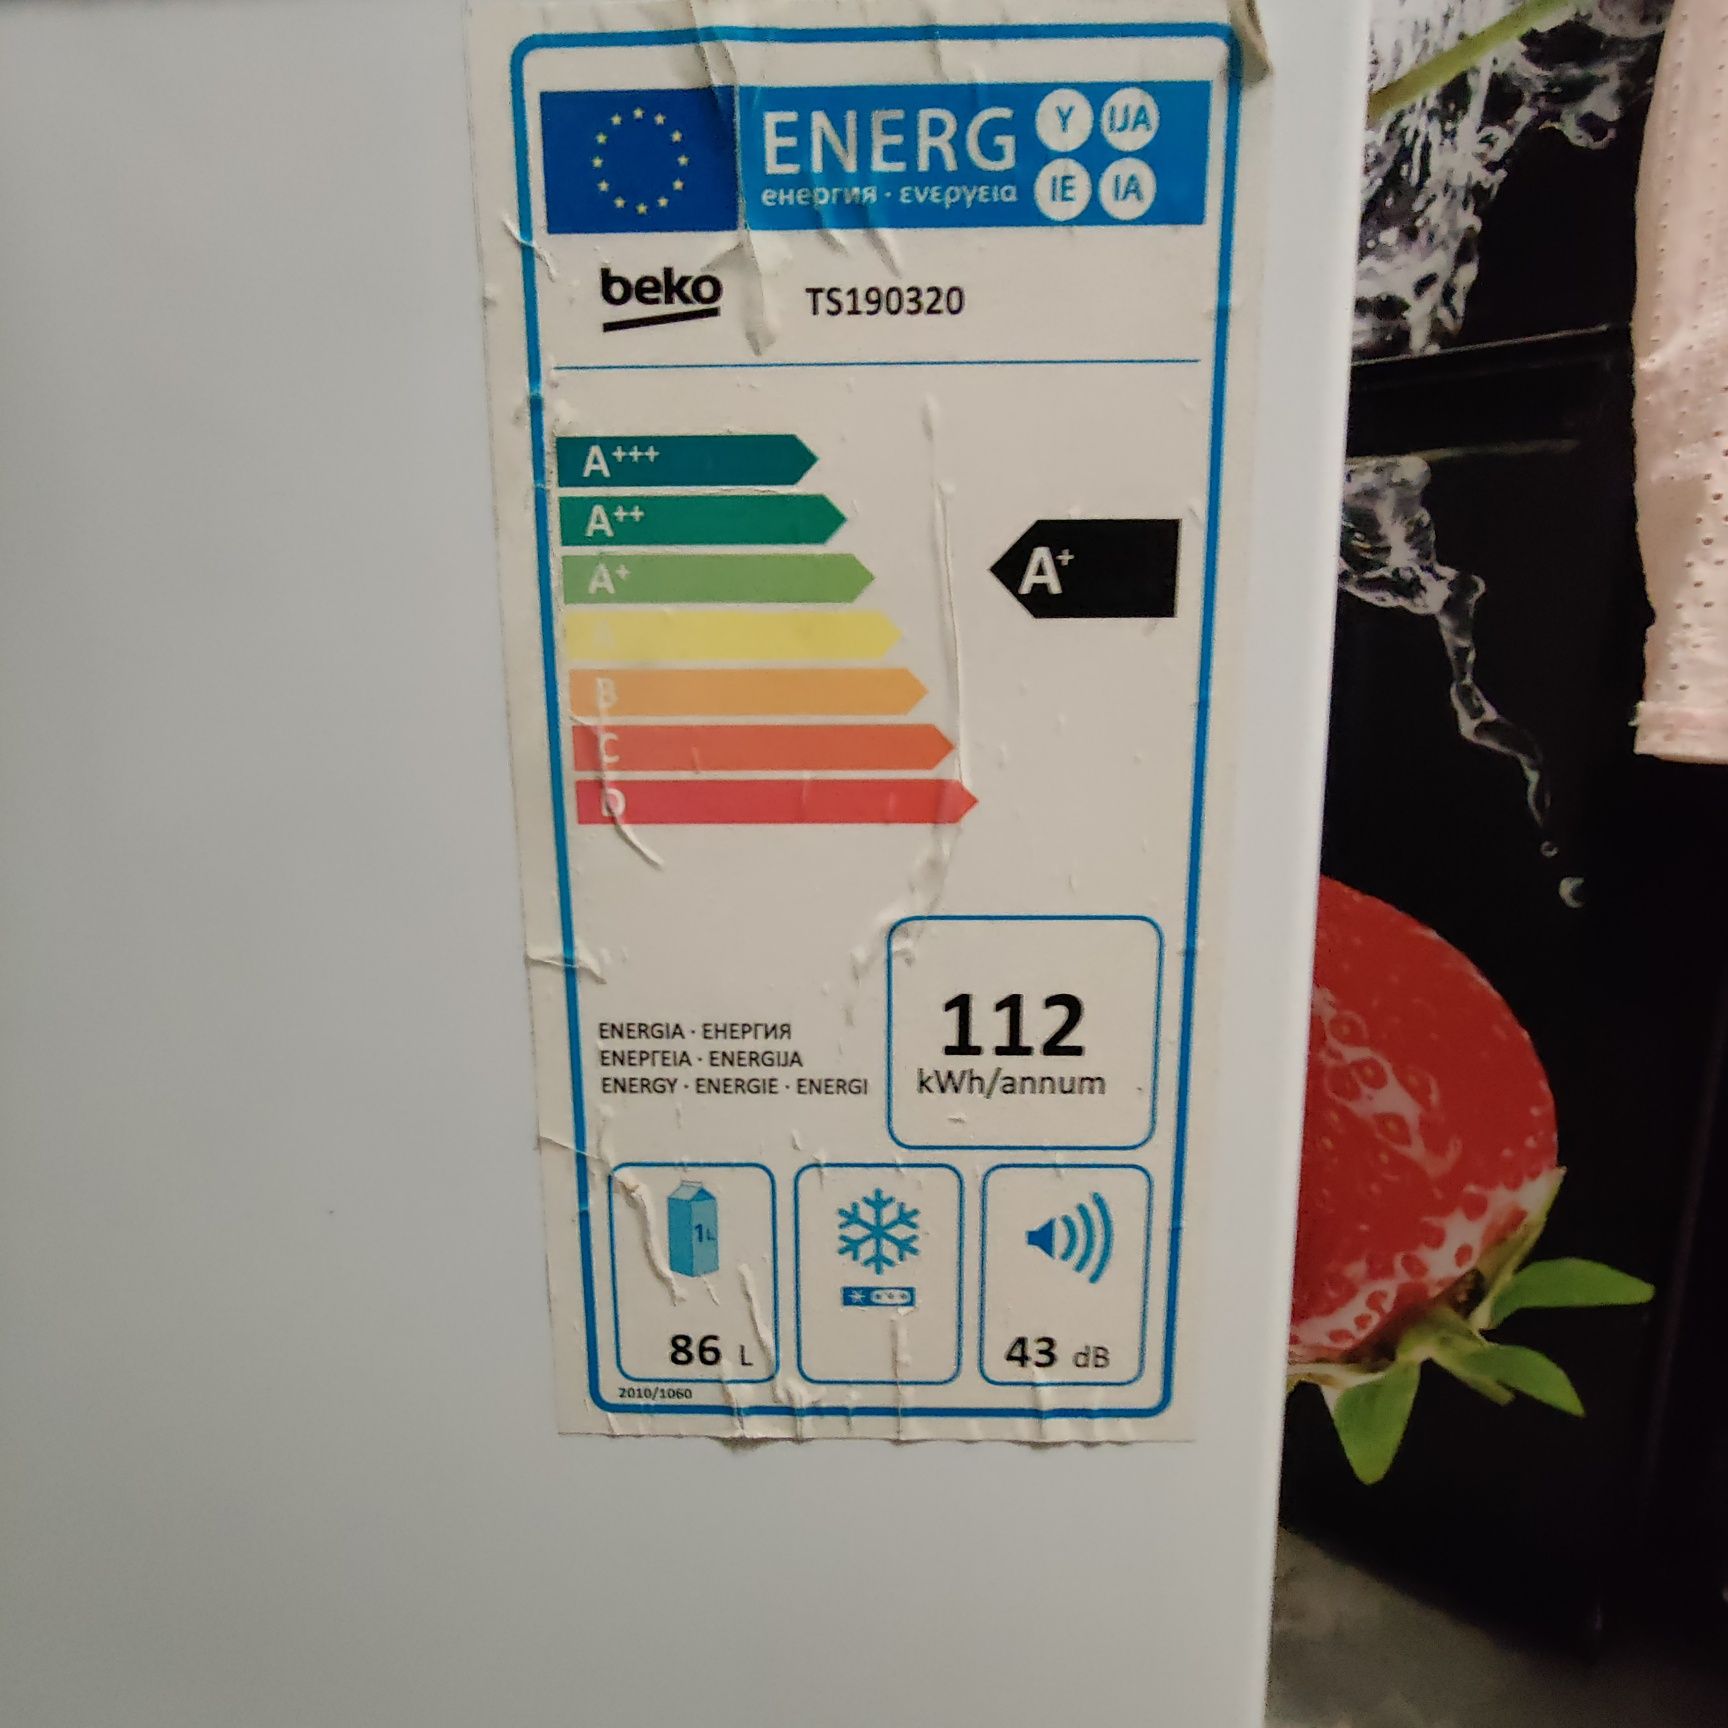 ENERG Y IJA
енергия · ενεργεια IE IA
beko TS190320
A+++
A++
A+ A+
A
B
C
D
112
kWh/annum
ENERGIA · ЕНЕРГИЯ
ΕΝΕΡΓΕΙΑ · ENERGIJA
ENERGY · ENERGIE · ENERGI
1L
86 L
43 dB
2010/1060